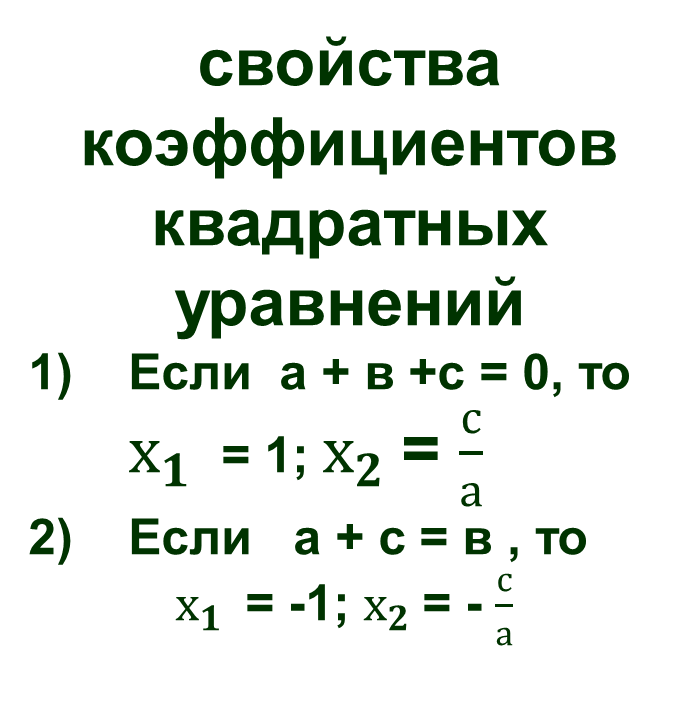 свойства
коэффициентов
квадратных
уравнений
1) Если а + в +с = 0, то
x₁ = 1; x₂ = с/а
2) Если а + с = в , то
x₁ = -1; x₂ = - с/а